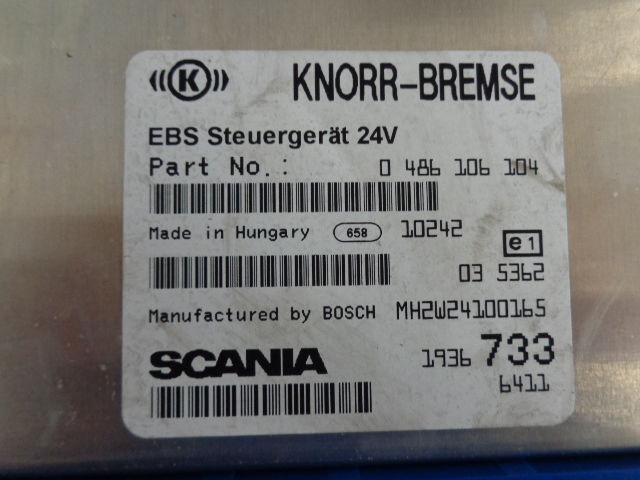 K KNORR-BREMSE
EBS Steuergerät 24V
Part No.: 0 486 106 104
Made in Hungary 658 10242
e1
03 5362
Manufactured by BOSCH MH2W24100165
SCANIA 1936 733
6411